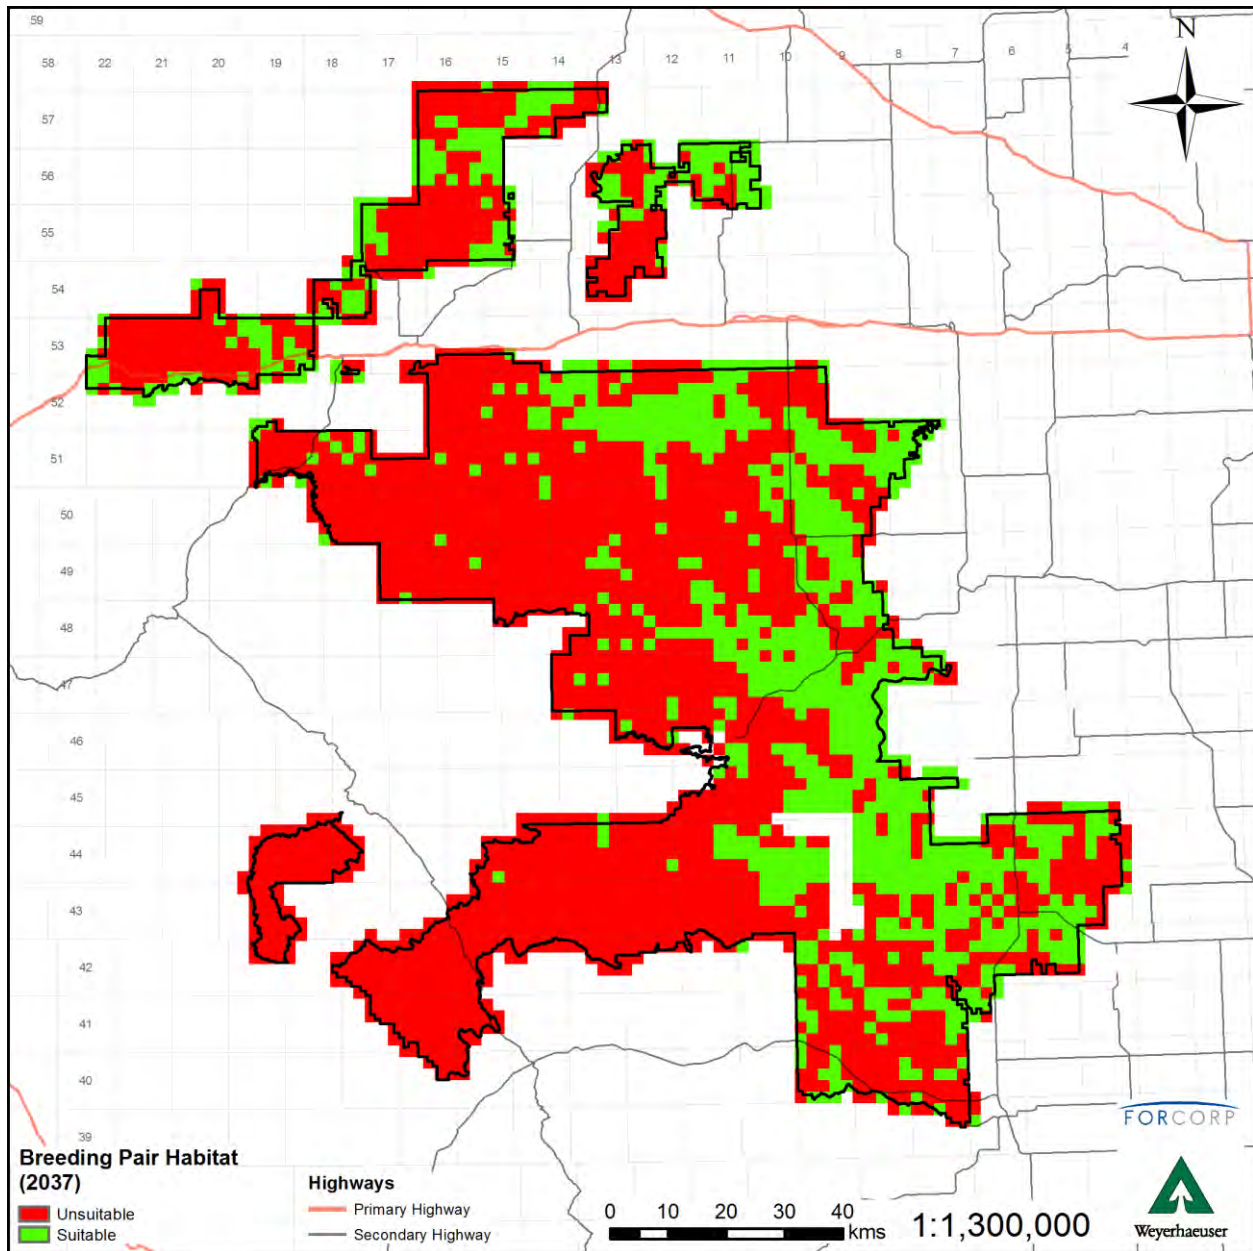 59
58 22 21 20 19 18 17 16 15 14 13 12 11 10 9 8 7 6 5 4
N
57
56
55
54
53
52
51
50
49
48
47
46
45
44
43
42
41
40
39
Breeding Pair Habitat
(2037)
Unsuitable
Suitable
Highways
Primary Highway
Secondary Highway
0 10 20 30 40
kms
1:1,300,000
FORCORP
Weyerhaeuser